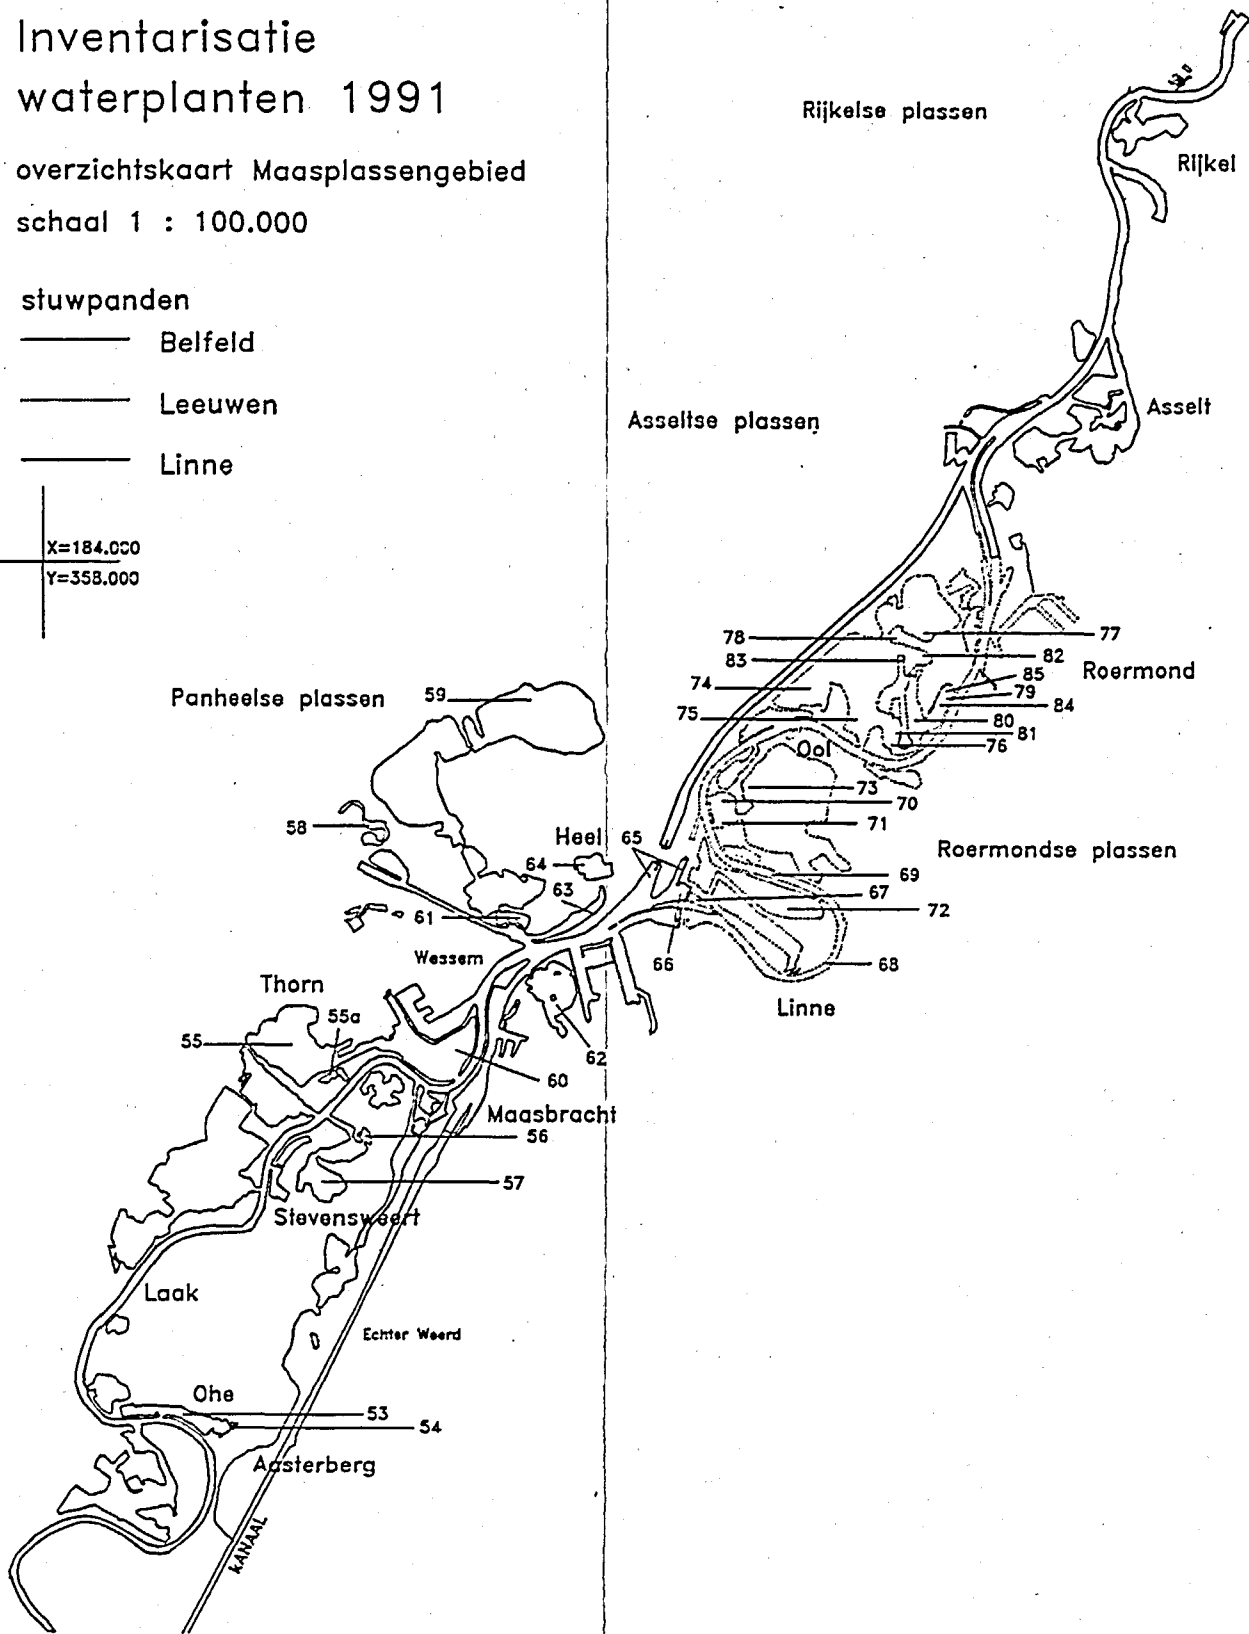 Inventarisatie
waterplanten 1991
overzichtskaart Maasplassengebied
schaal 1 : 100.000
stuwpanden
Belfeld
Leeuwen
Linne
X=184.000
Y=358.000
Rijkelse plassen
Rijkel
Asseltse plassen
Asselt
78
77
83
82
Roermond
85
74
79
84
75
80
81
Ool
76
Panheelse plassen
59
73
70
71
58
Heel
65
Roermondse plassen
64
69
63
67
72
61
Wessem
66
68
Thorn
Linne
55a
55
62
60
Maasbracht
56
57
Stevensweert
Laak
Echter Weerd
Ohe
53
54
Aasterberg
KANAAL